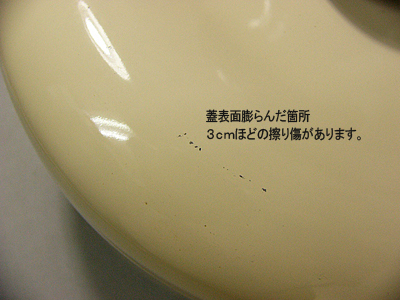 蓋表面膨らんだ箇所
３ｃｍほどの擦り傷があります。